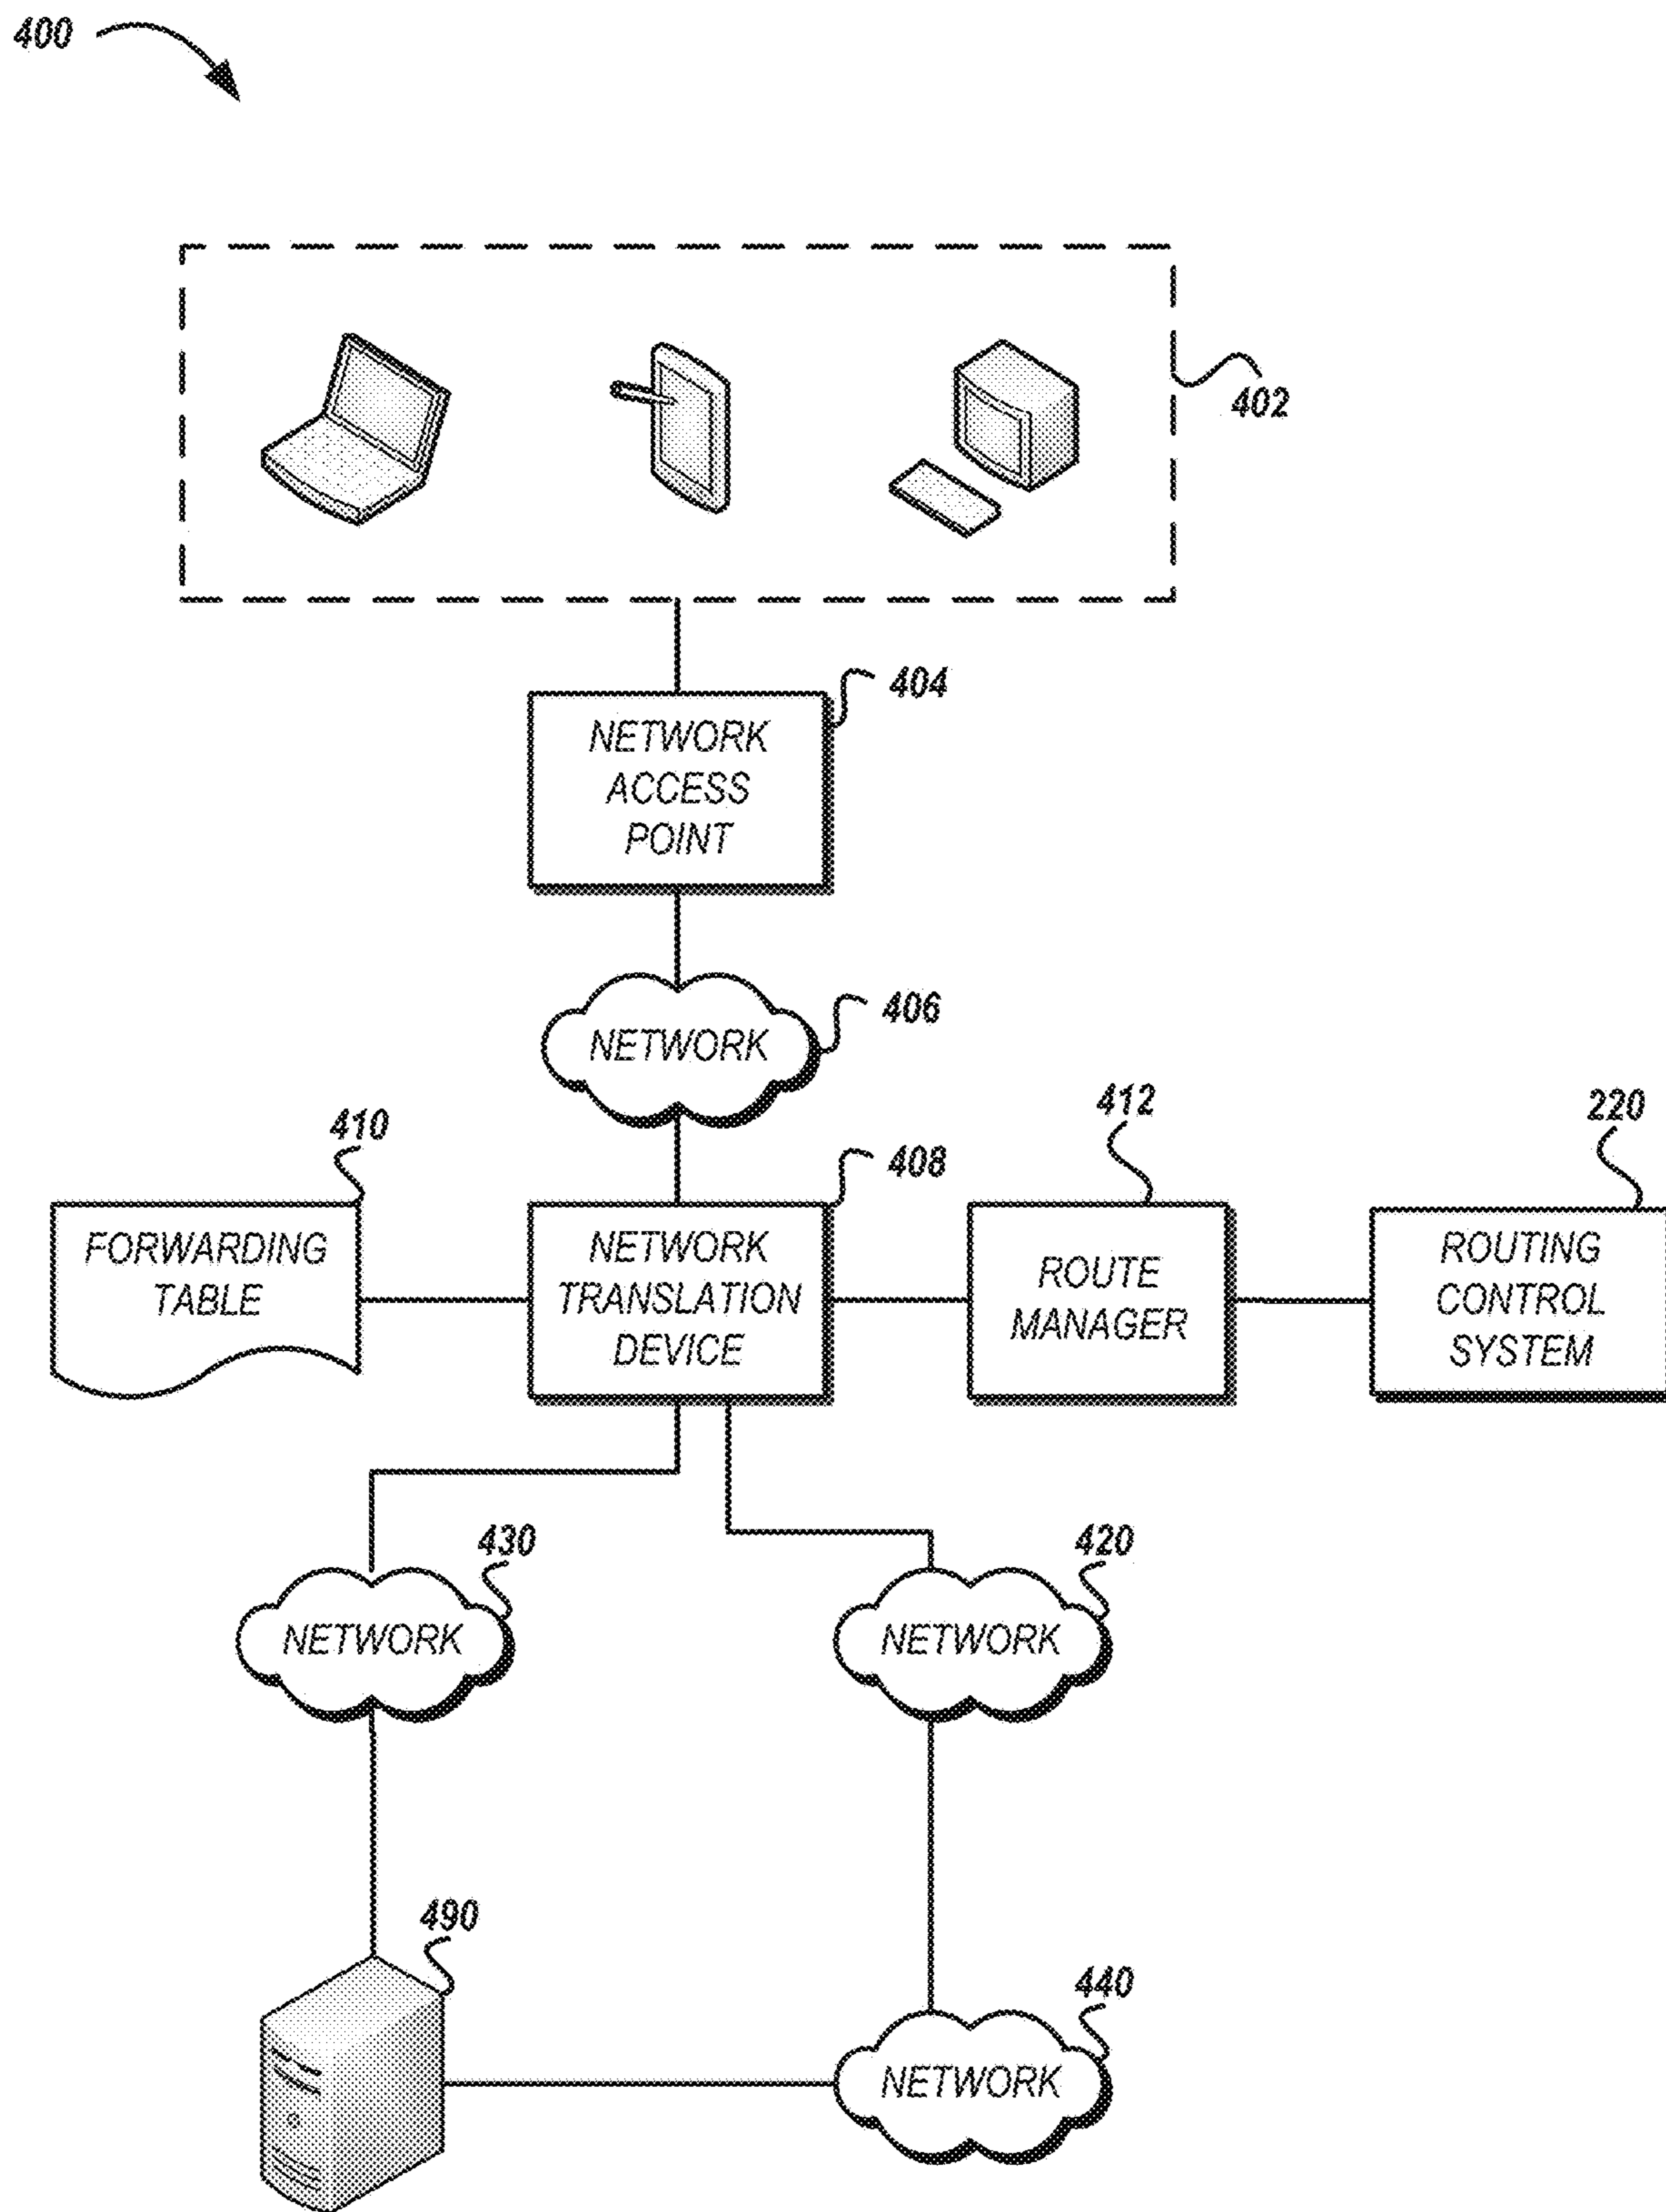 400
402
404
NETWORK
ACCESS
POINT
406
NETWORK
410
408
412
220
FORWARDING
TABLE
NETWORK
TRANSLATION
DEVICE
ROUTE
MANAGER
ROUTING
CONTROL
SYSTEM
430
420
NETWORK
NETWORK
490
440
NETWORK